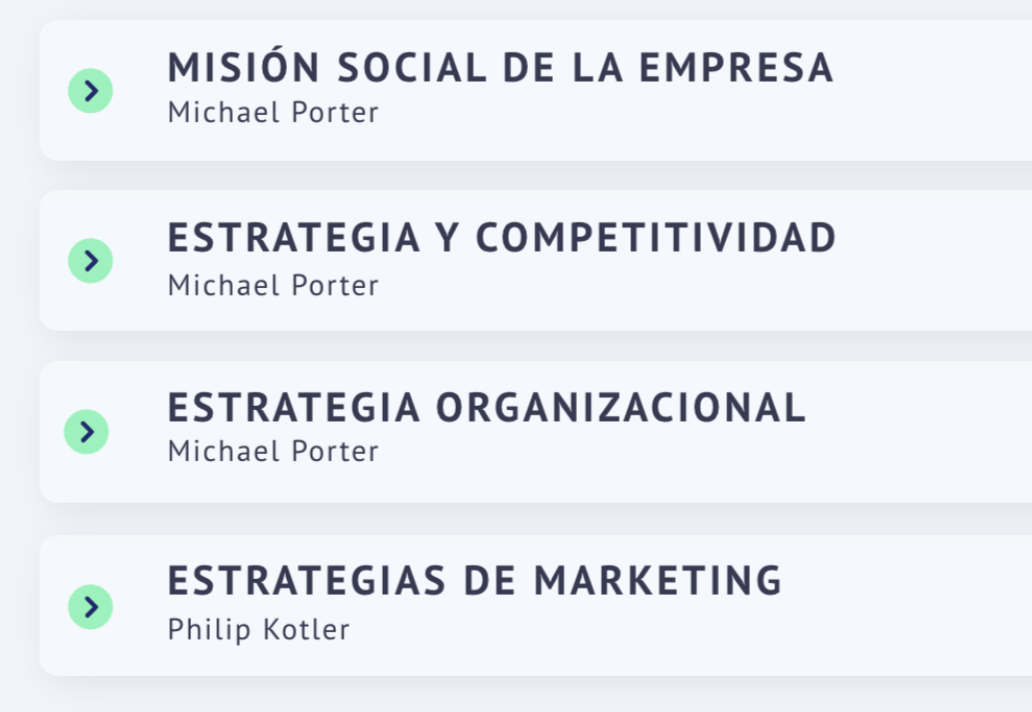 MISIÓN SOCIAL DE LA EMPRESA
Michael Porter
ESTRATEGIA Y COMPETITIVIDAD
Michael Porter
ESTRATEGIA ORGANIZACIONAL
Michael Porter
ESTRATEGIAS DE MARKETING
Philip Kotler